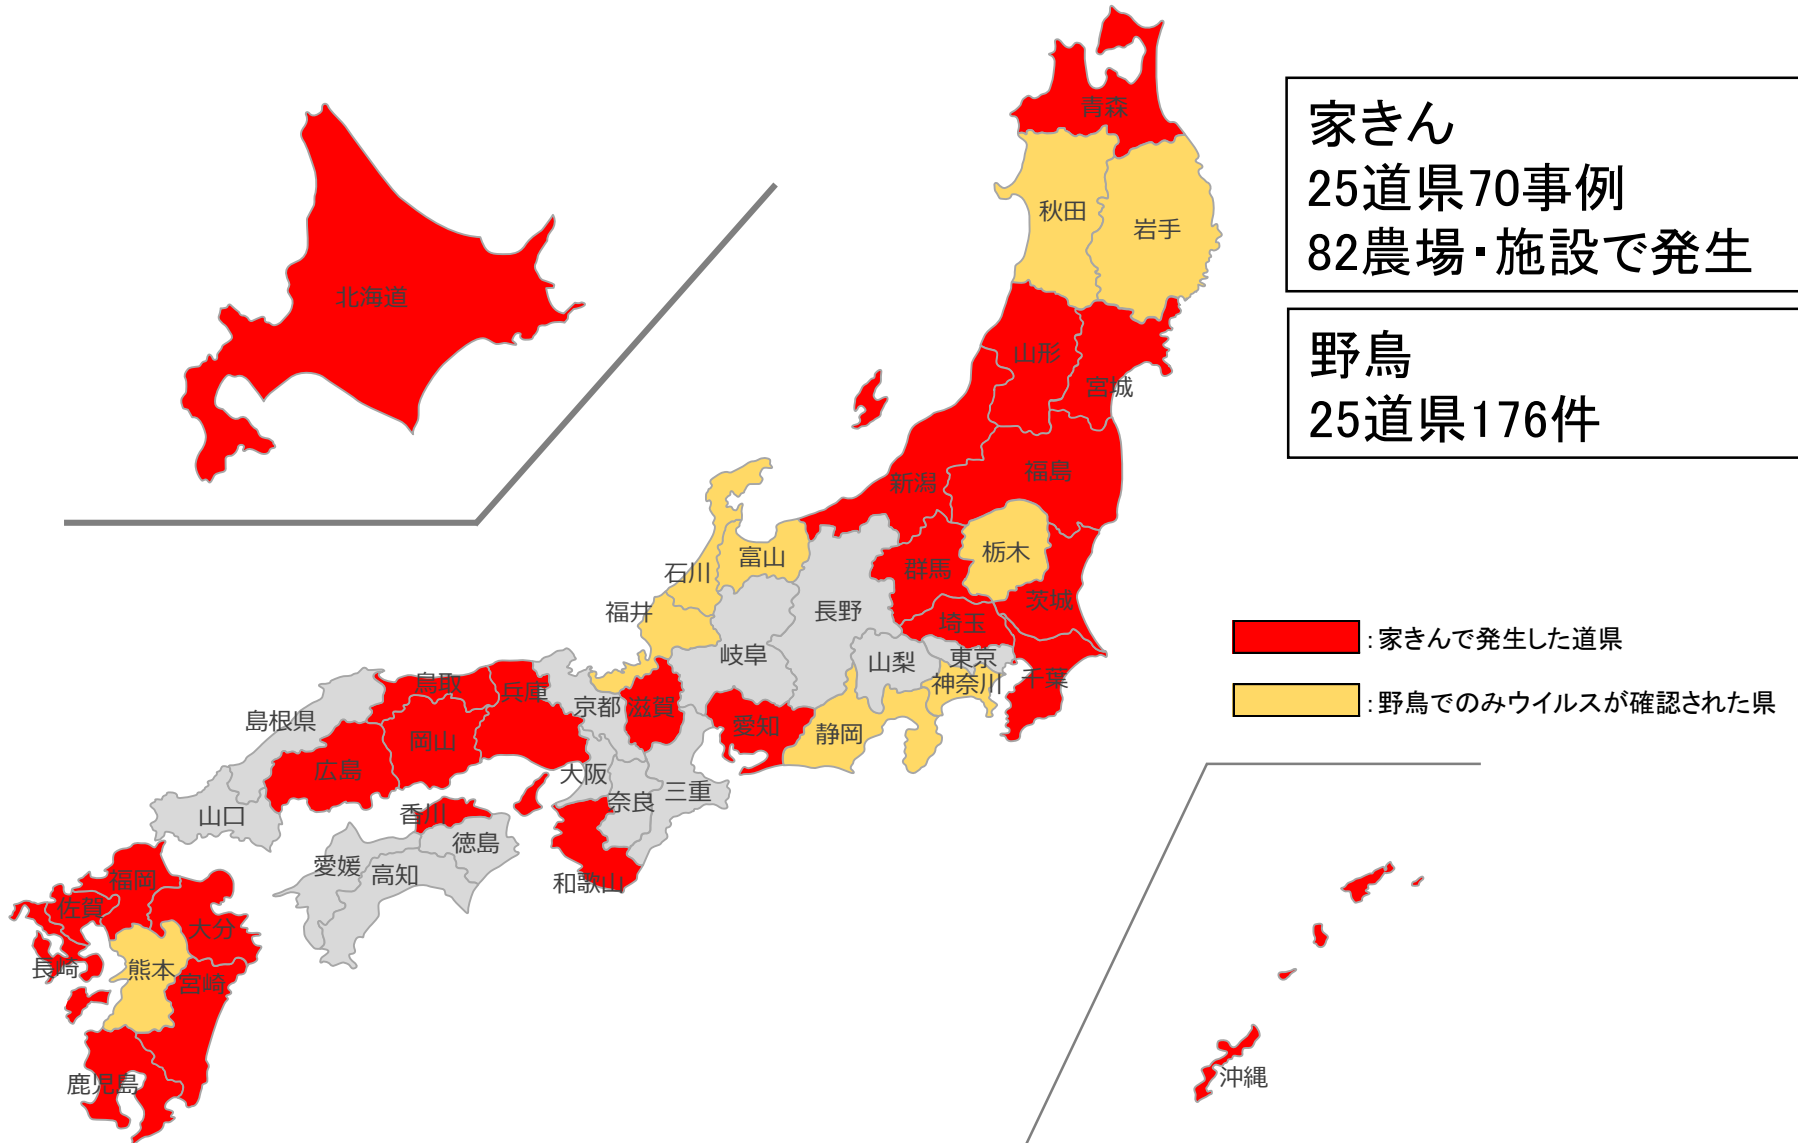 家きん
25道県70事例
82農場・施設で発生
野鳥
25道県176件
:家きんで発生した道県
:野鳥でのみウイルスが確認された県
北海道
青森
秋田
岩手
山形
宮城
新潟
福島
栃木
群馬
茨城
埼玉
東京
千葉
神奈川
山梨
長野
富山
石川
福井
岐阜
静岡
愛知
滋賀
京都
兵庫
鳥取
島根県
岡山
広島
山口
大阪
奈良
三重
和歌山
香川
徳島
愛媛
高知
福岡
佐賀
長崎
大分
熊本
宮崎
鹿児島
沖縄